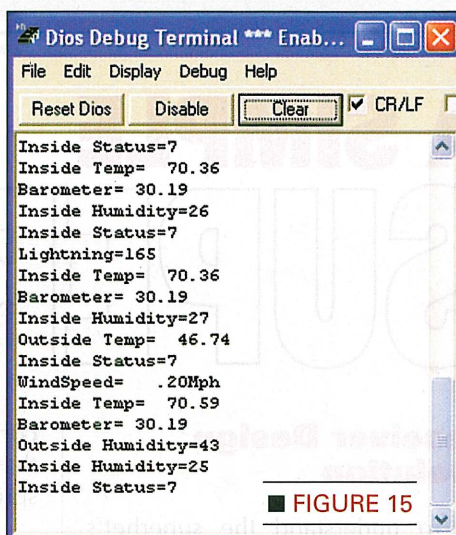 Dios Debug Terminal *** Enab...
File Edit Display Debug Help
Reset Dios Disable Clear CR/LF
Inside Status=7
Inside Temp= 70.36
Barometer= 30.19
Inside Humidity=26
Inside Status=7
Lightning=165
Inside Temp= 70.36
Barometer= 30.19
Inside Humidity=27
Outside Temp= 46.74
Inside Status=7
WindSpeed= .20Mph
Inside Temp= 70.59
Barometer= 30.19
Outside Humidity=43
Inside Humidity=25
Inside Status=7
■ FIGURE 15